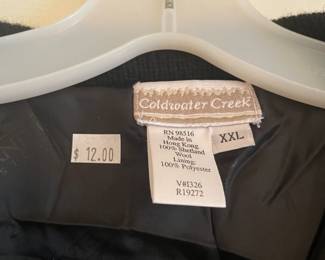 Coldwater Creek
RN 98516
Made in
Hong Kong
100% Shetland
Wool
Lining:
100% Polyester
V#1326
R19272
XXL
$ 12.00